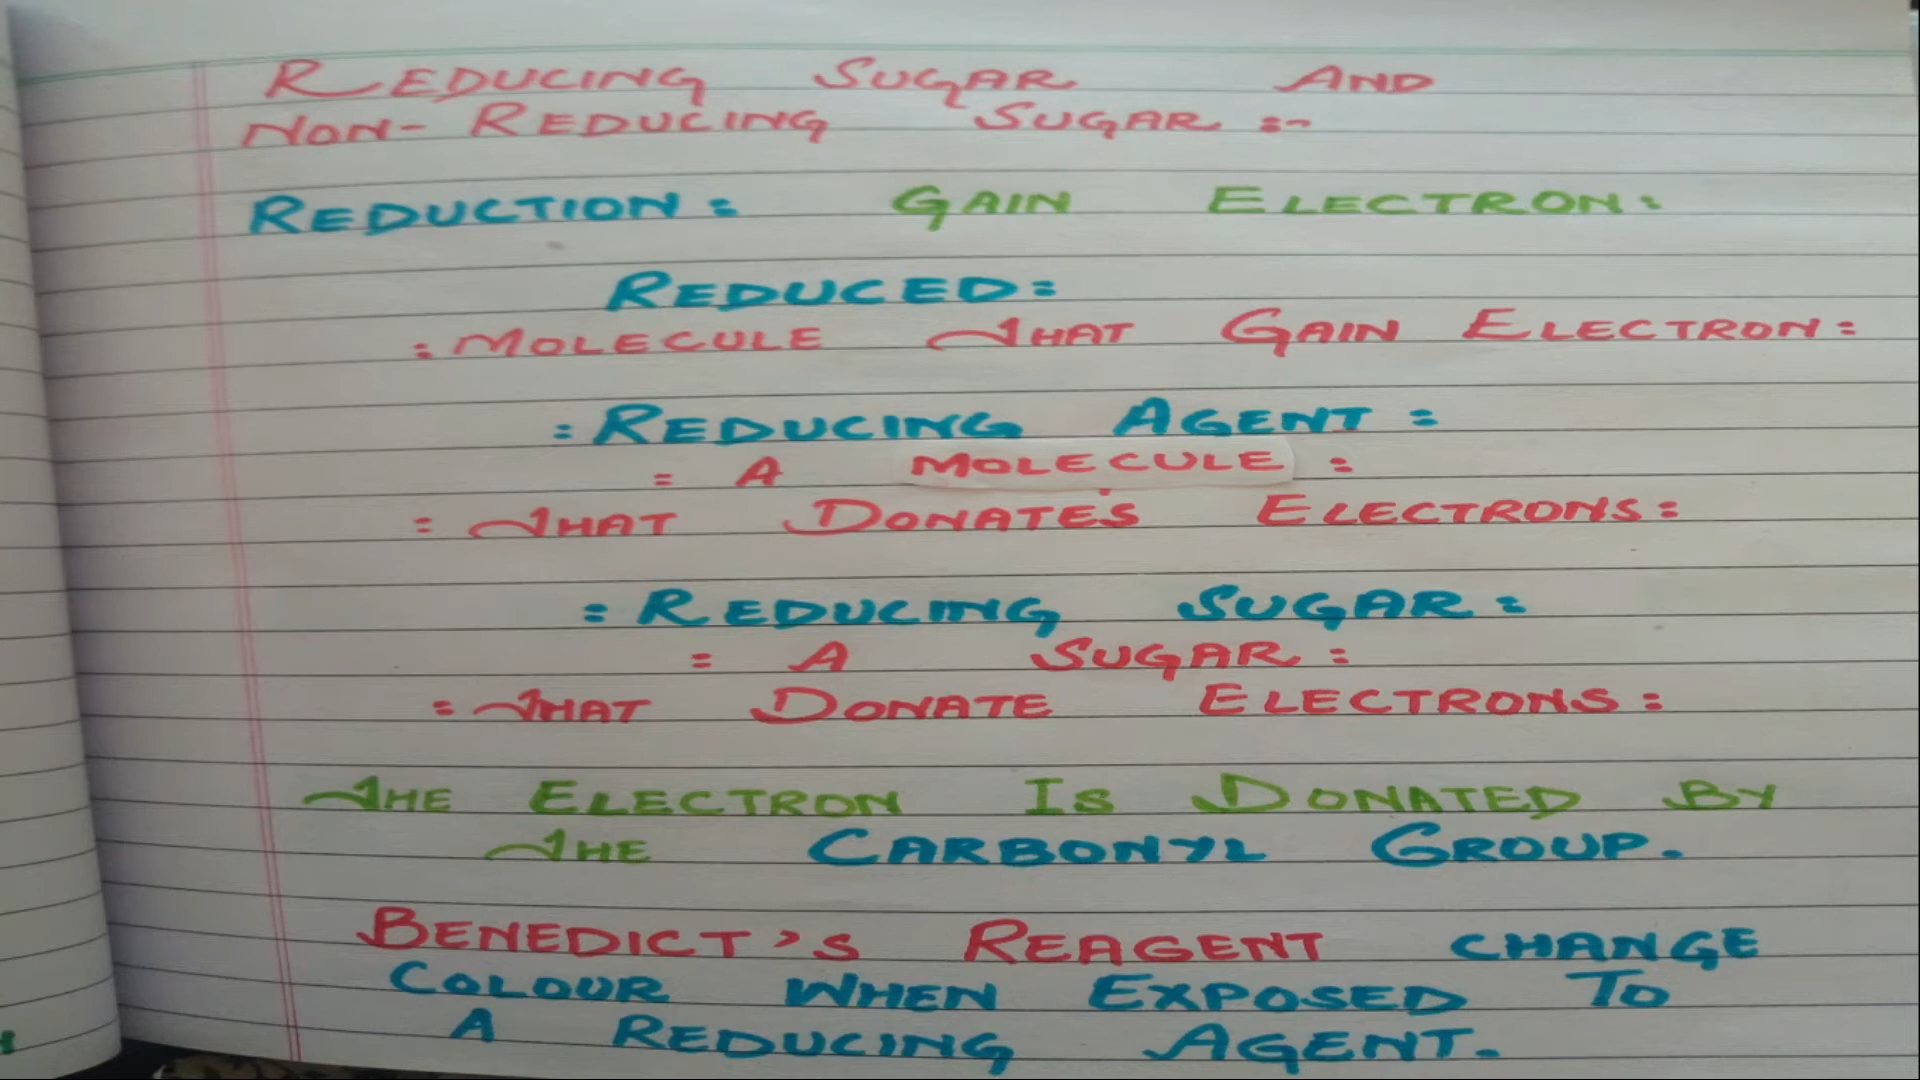 REDUCING SUGAR AND
NON-REDUCING SUGAR :-
REDUCTION: GAIN ELECTRON:
REDUCED:
:MOLECULE THAT GAIN ELECTRON:
:REDUCING AGENT:
: A MOLECULE :
: THAT DONATE'S ELECTRONS:
:REDUCING SUGAR:
: A SUGAR:
: THAT DONATE ELECTRONS:
THE ELECTRON IS DONATED BY
THE CARBONYL GROUP.
BENEDICT'S REAGENT CHANGE
COLOUR WHEN EXPOSED TO
A REDUCING AGENT.